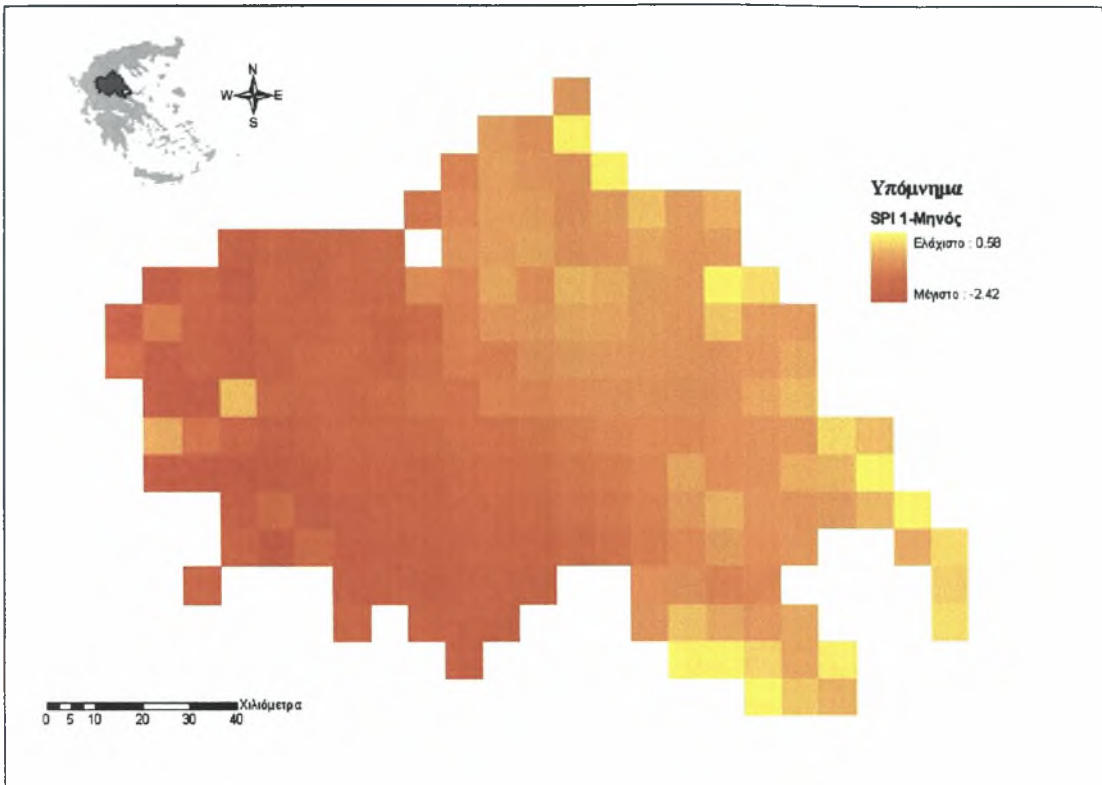 N
W E
S
Υπόμνημα
SPI 1-Μηνός
Ελάχιστο : 0.58
Μέγιστο : -2.42
Χιλιόμετρα
0 5 10 20 30 40